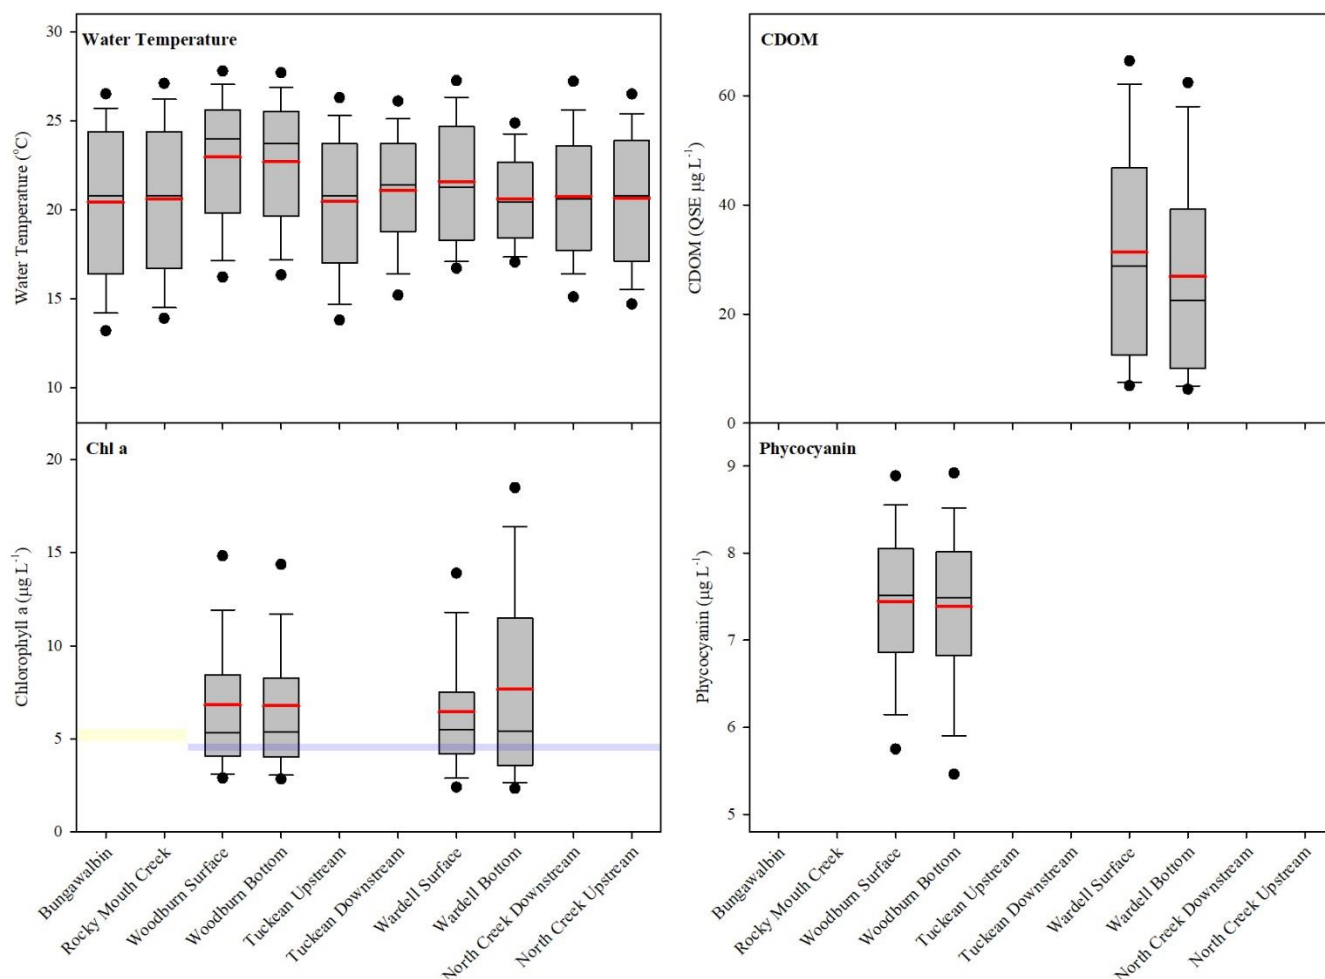 Water Temperature
Water Temperature (°C)
30
25
20
15
10
CDOM
CDOM (QSE µg L⁻¹)
60
40
20
0
Chl a
Chlorophyll a (µg L⁻¹)
20
15
10
5
0
Phycocyanin
Phycocyanin (µg L⁻¹)
9
8
7
6
5
Bungawalbin
Rocky Mouth Creek
Woodburn Surface
Woodburn Bottom
Tuckean Upstream
Tuckean Downstream
Wardell Surface
Wardell Bottom
North Creek Downstream
North Creek Upstream
Bungawalbin
Rocky Mouth Creek
Woodburn Surface
Woodburn Bottom
Tuckean Upstream
Tuckean Downstream
Wardell Surface
Wardell Bottom
North Creek Downstream
North Creek Upstream